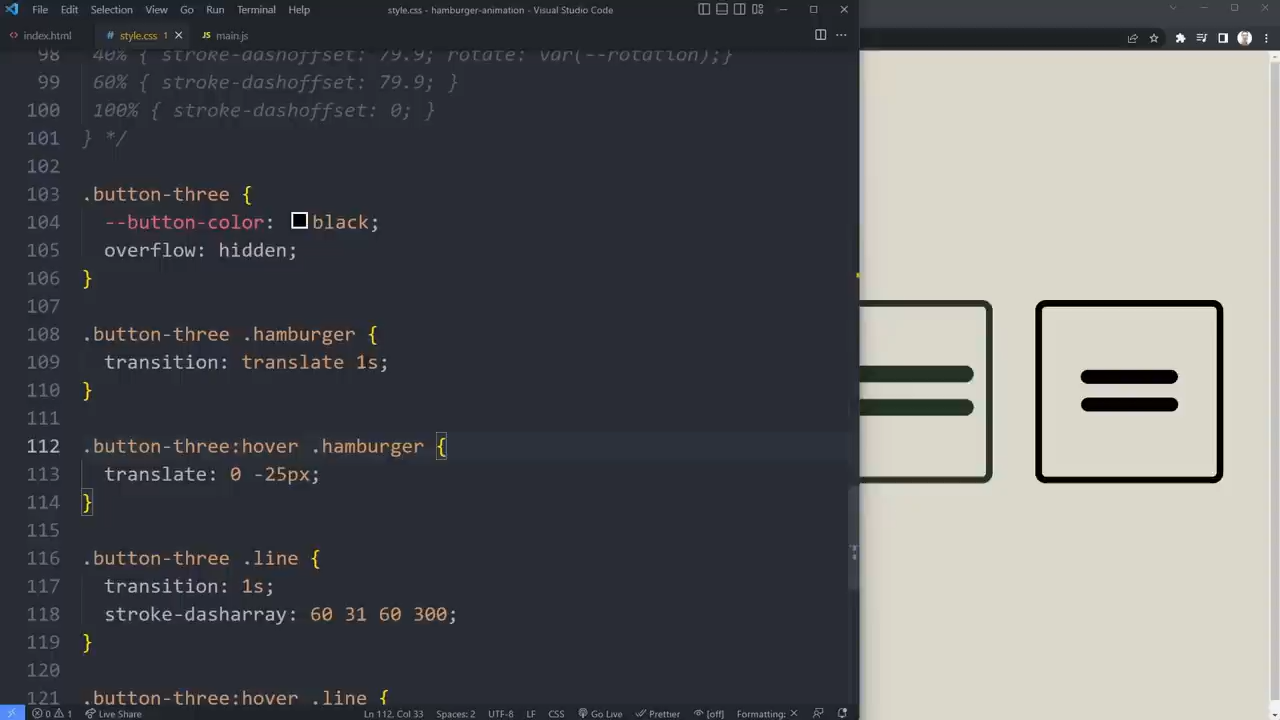 File Edit Selection View Go Run Terminal Help
style.css - hamburger-animation - Visual Studio Code
index.html
# style.css 1
JS main.js
98 40% { stroke-dashoffset: 79.9; rotate: var(--rotation);}
99 60% { stroke-dashoffset: 79.9; }
100 100% { stroke-dashoffset: 0; }
101 } */
102
103 .button-three {
104 --button-color: black;
105 overflow: hidden;
106 }
107
108 .button-three .hamburger {
109 transition: translate 1s;
110 }
111
112 .button-three:hover .hamburger {
113 translate: 0 -25px;
114 }
115
116 .button-three .line {
117 transition: 1s;
118 stroke-dasharray: 60 31 60 300;
119 }
120
121 .button-three:hover .line {
0 1 Live Share
Ln 112, Col 33 Spaces: 2 UTF-8 LF CSS Go Live Prettier [off] Formatting: ×